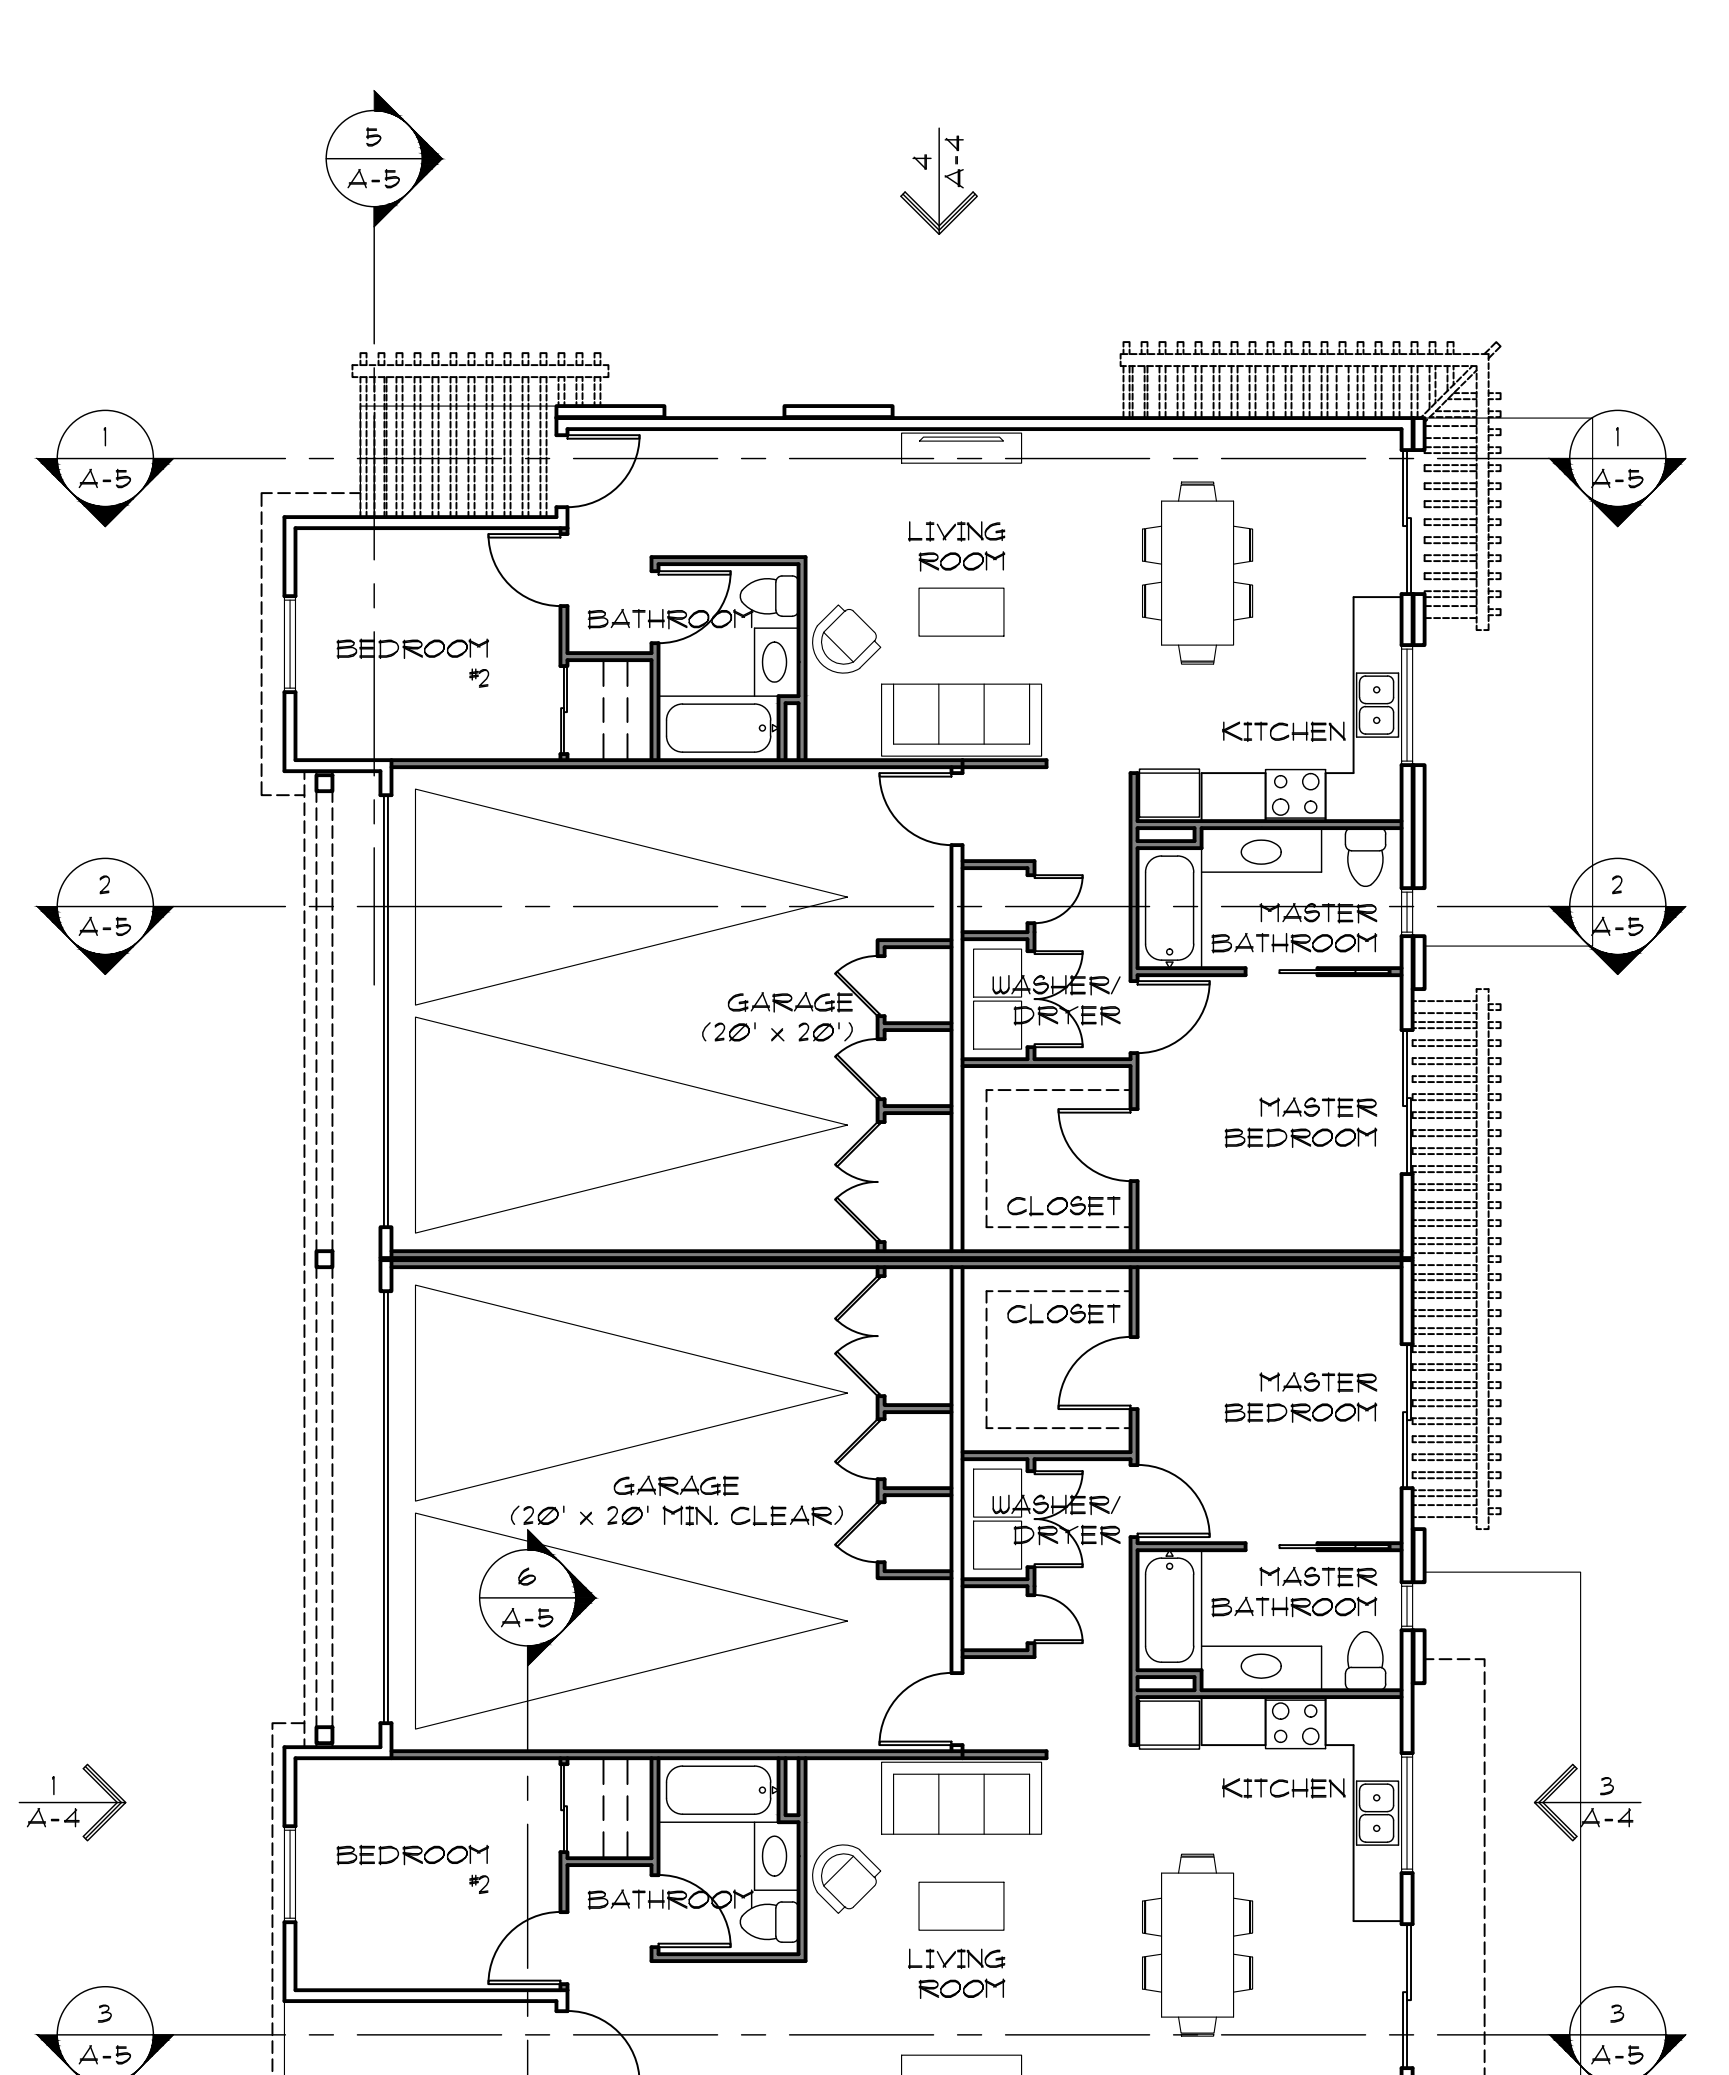 5
A-5
4
A-4
1
A-5
1
A-5
LIVING
ROOM
BATHROOM
BEDROOM
#2
KITCHEN
2
A-5
2
A-5
MASTER
BATHROOM
WASHER/
DRYER
GARAGE
(20' x 20')
MASTER
BEDROOM
CLOSET
CLOSET
MASTER
BEDROOM
GARAGE
(20' x 20' MIN. CLEAR)
WASHER/
DRYER
6
A-5
MASTER
BATHROOM
1
A-4
KITCHEN
3
A-4
BEDROOM
#2
BATHROOM
LIVING
ROOM
3
A-5
3
A-5